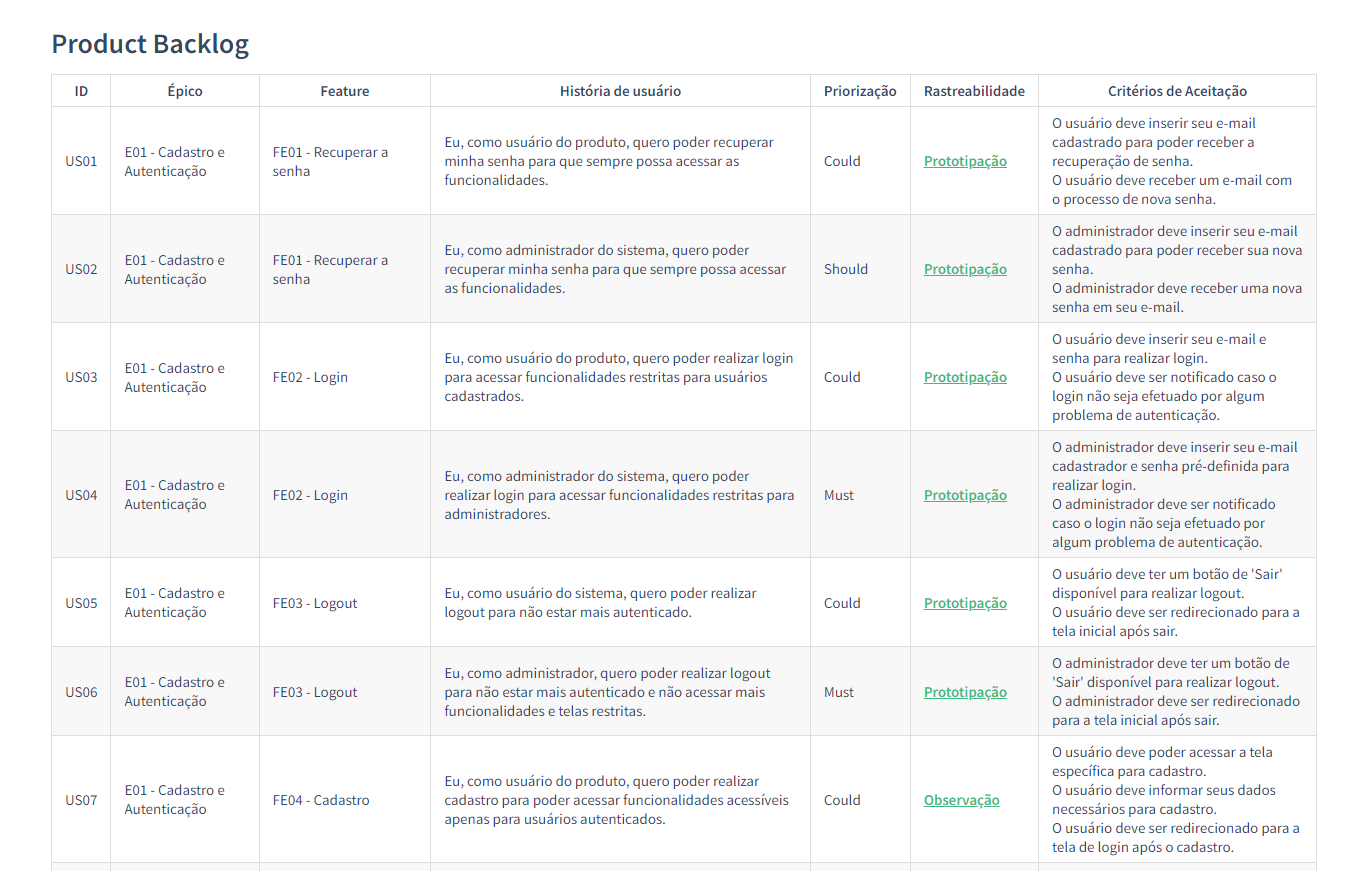 Product Backlog
ID Épico Feature História de usuário Priorização Rastreabilidade Critérios de Aceitação
US01
E01 - Cadastro e
Autenticação
FE01 - Recuperar a
senha
Eu, como usuário do produto, quero poder recuperar
minha senha para que sempre possa acessar as
funcionalidades.
Could
Prototipação
O usuário deve inserir seu e-mail
cadastrado para poder receber a
recuperação de senha.
O usuário deve receber um e-mail com
o processo de nova senha.
US02
E01 - Cadastro e
Autenticação
FE01 - Recuperar a
senha
Eu, como administrador do sistema, quero poder
recuperar minha senha para que sempre possa acessar
as funcionalidades.
Should
Prototipação
O administrador deve inserir seu e-mail
cadastrado para poder receber sua nova
senha.
O administrador deve receber uma nova
senha em seu e-mail.
US03
E01 - Cadastro e
Autenticação
FE02 - Login
Eu, como usuário do produto, quero poder realizar login
para acessar funcionalidades restritas para usuários
cadastrados.
Could
Prototipação
O usuário deve inserir seu e-mail e
senha para realizar login.
O usuário deve ser notificado caso o
login não seja efetuado por algum
problema de autenticação.
US04
E01 - Cadastro e
Autenticação
FE02 - Login
Eu, como administrador do sistema, quero poder
realizar login para acessar funcionalidades restritas para
administradores.
Must
Prototipação
O administrador deve inserir seu e-mail
cadastrador e senha pré-definida para
realizar login.
O administrador deve ser notificado
caso o login não seja efetuado por
algum problema de autenticação.
US05
E01 - Cadastro e
Autenticação
FE03 - Logout
Eu, como usuário do sistema, quero poder realizar
logout para não estar mais autenticado.
Could
Prototipação
O usuário deve ter um botão de 'Sair'
disponível para realizar logout.
O usuário deve ser redirecionado para a
tela inicial após sair.
US06
E01 - Cadastro e
Autenticação
FE03 - Logout
Eu, como administrador, quero poder realizar logout
para não estar mais autenticado e não acessar mais
funcionalidades e telas restritas.
Must
Prototipação
O administrador deve ter um botão de
'Sair' disponível para realizar logout.
O administrador deve ser redirecionado
para a tela inicial após sair.
US07
E01 - Cadastro e
Autenticação
FE04 - Cadastro
Eu, como usuário do produto, quero poder realizar
cadastro para poder acessar funcionalidades acessíveis
apenas para usuários autenticados.
Could
Observação
O usuário deve poder acessar a tela
específica para cadastro.
O usuário deve informar seus dados
necessários para cadastro.
O usuário deve ser redirecionado para a
tela de login após o cadastro.